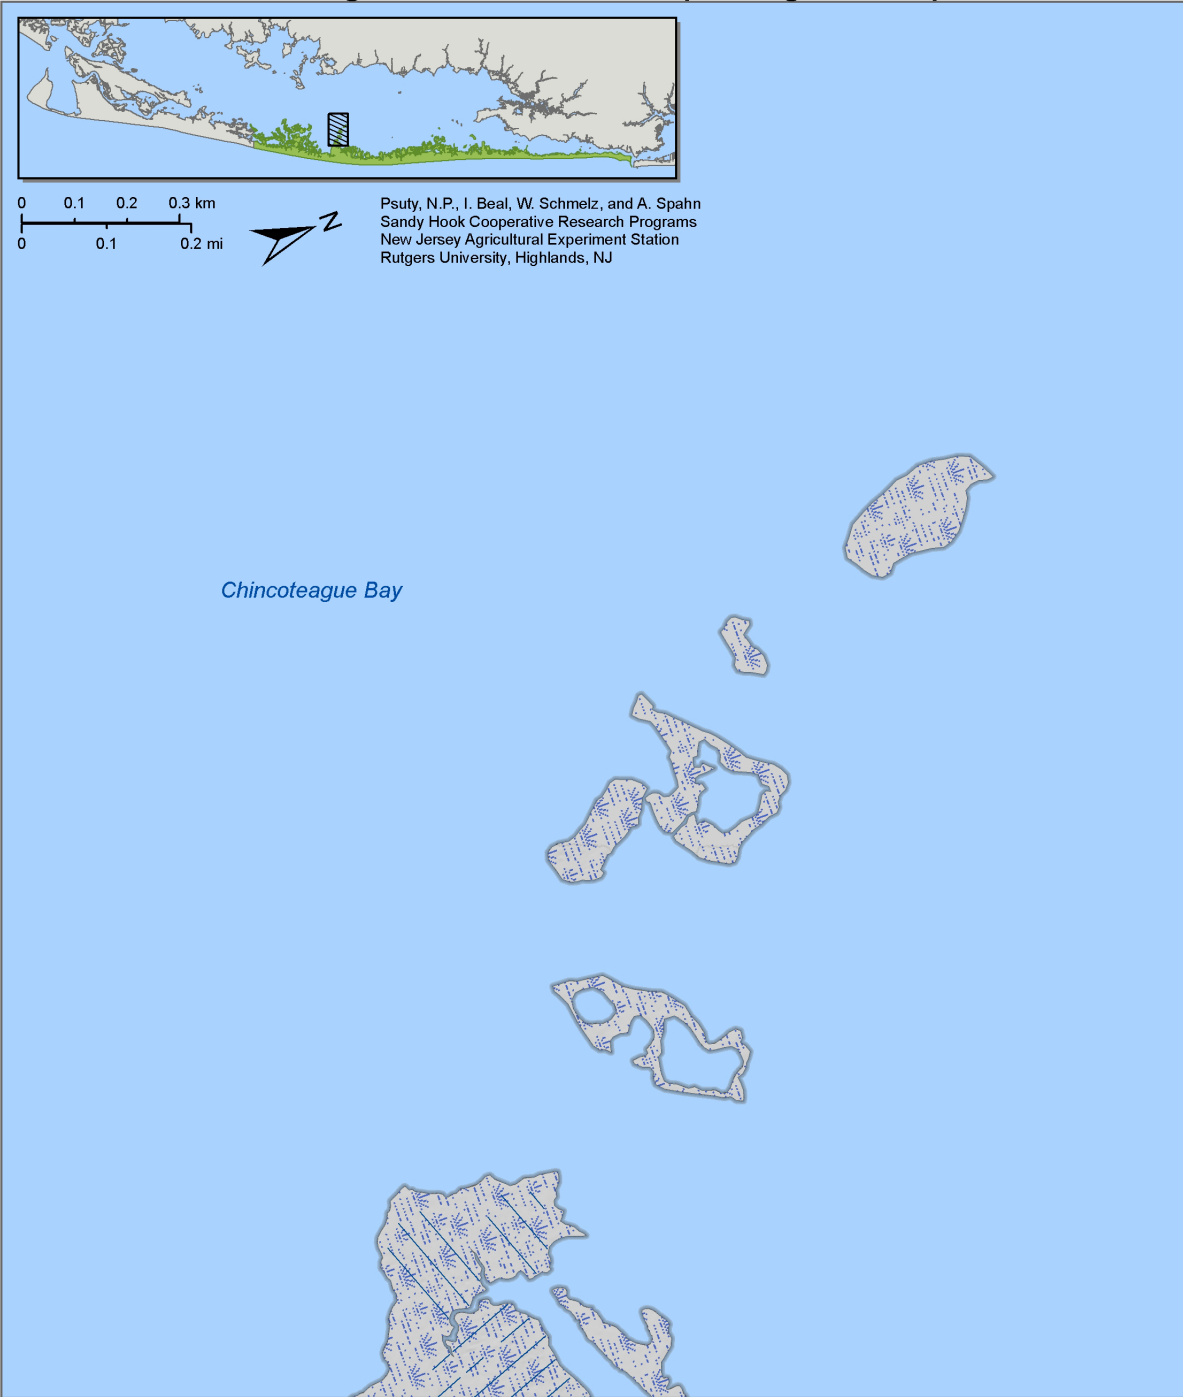 0 0.1 0.2 0.3 km
0 0.1 0.2 mi
N
Psuty, N.P., I. Beal, W. Schmelz, and A. Spahn
Sandy Hook Cooperative Research Programs
New Jersey Agricultural Experiment Station
Rutgers University, Highlands, NJ
Chincoteague Bay